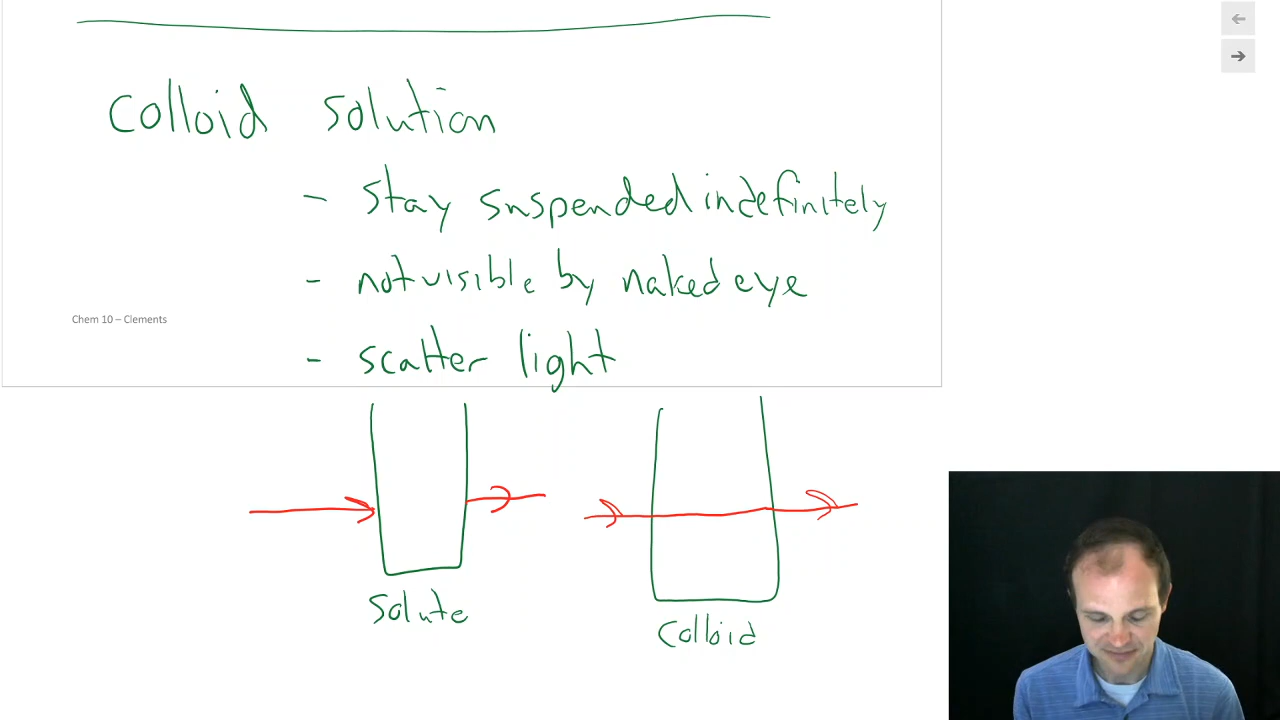 Colloid solution
- stay suspended indefinitely
- not visible by naked eye
Chem 10 – Clements
- scatter light
Solute
Colloid